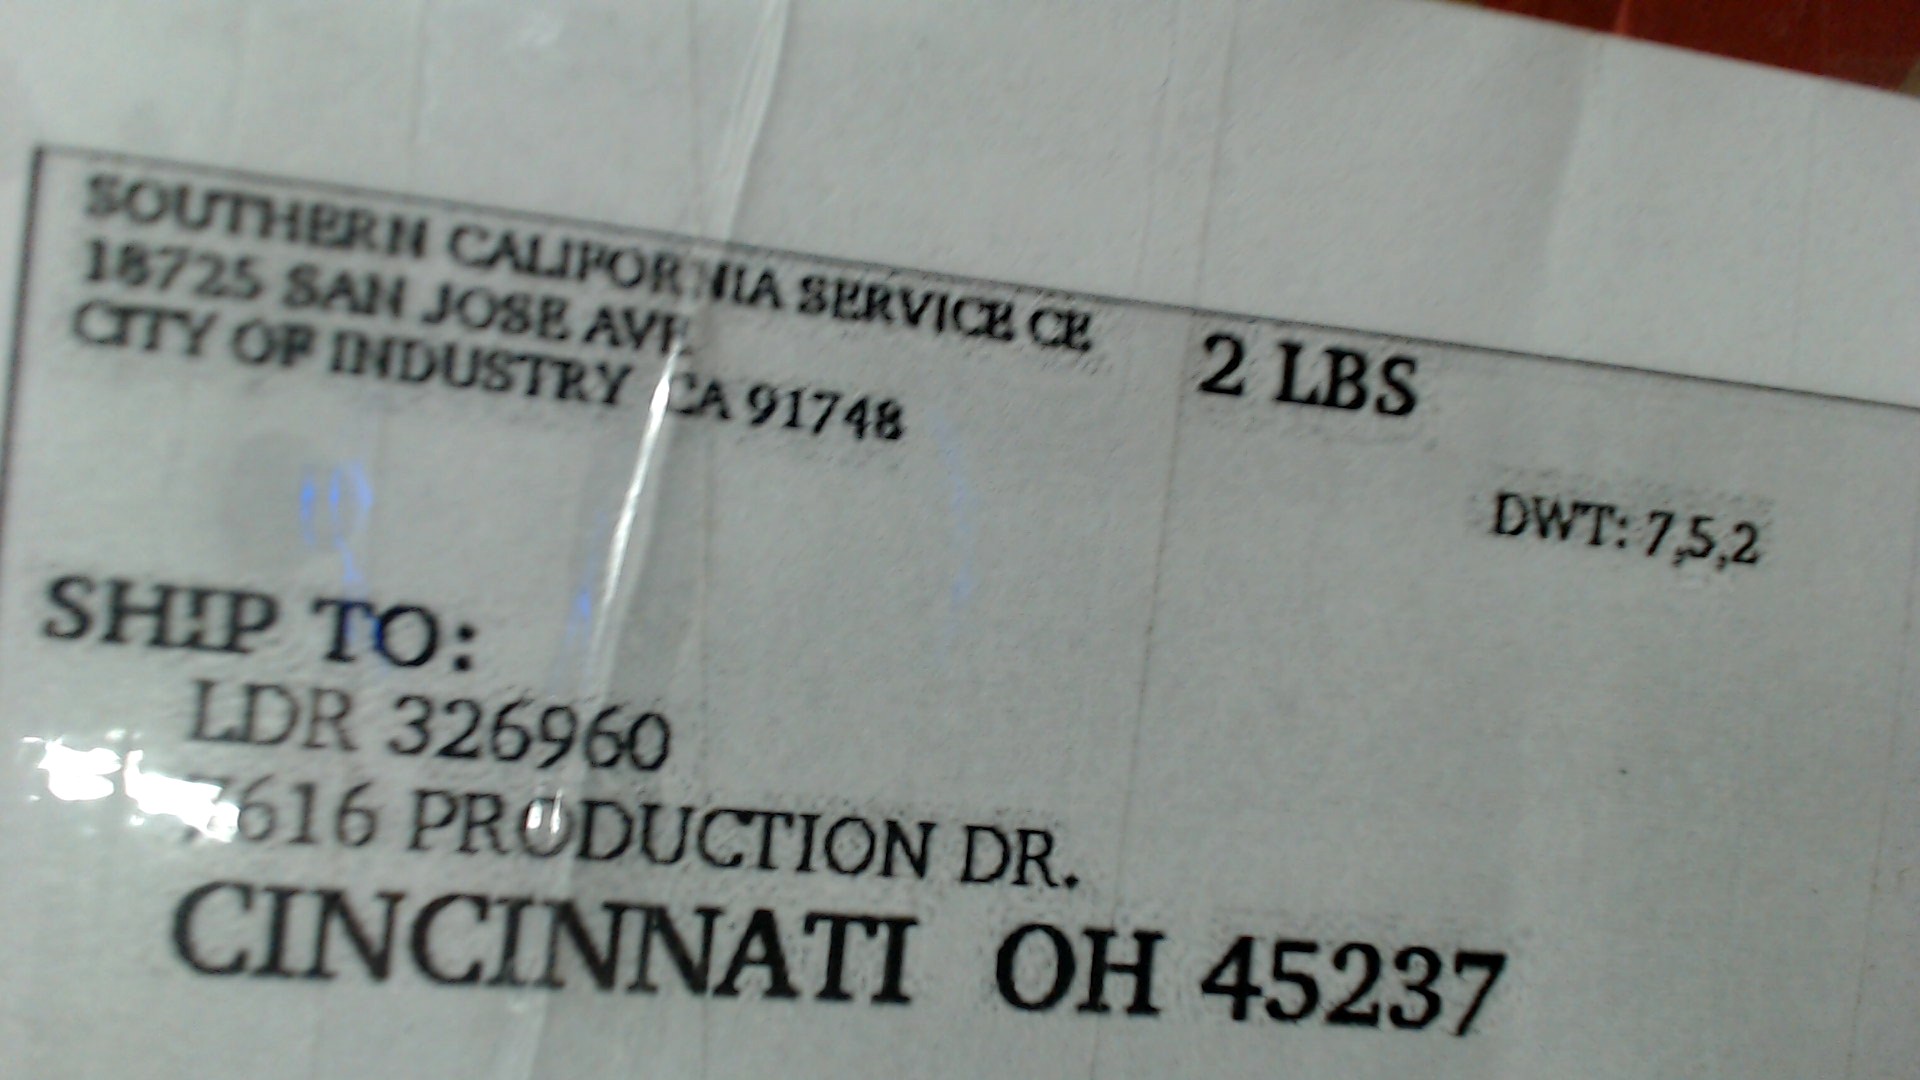 SOUTHERN CALIFORNIA SERVICE CE
18725 SAN JOSE AVE
CITY OF INDUSTRY CA 91748
2 LBS
DWT: 7,5,2
SHIP TO:
LDR 326960
7616 PRODUCTION DR.
CINCINNATI OH 45237